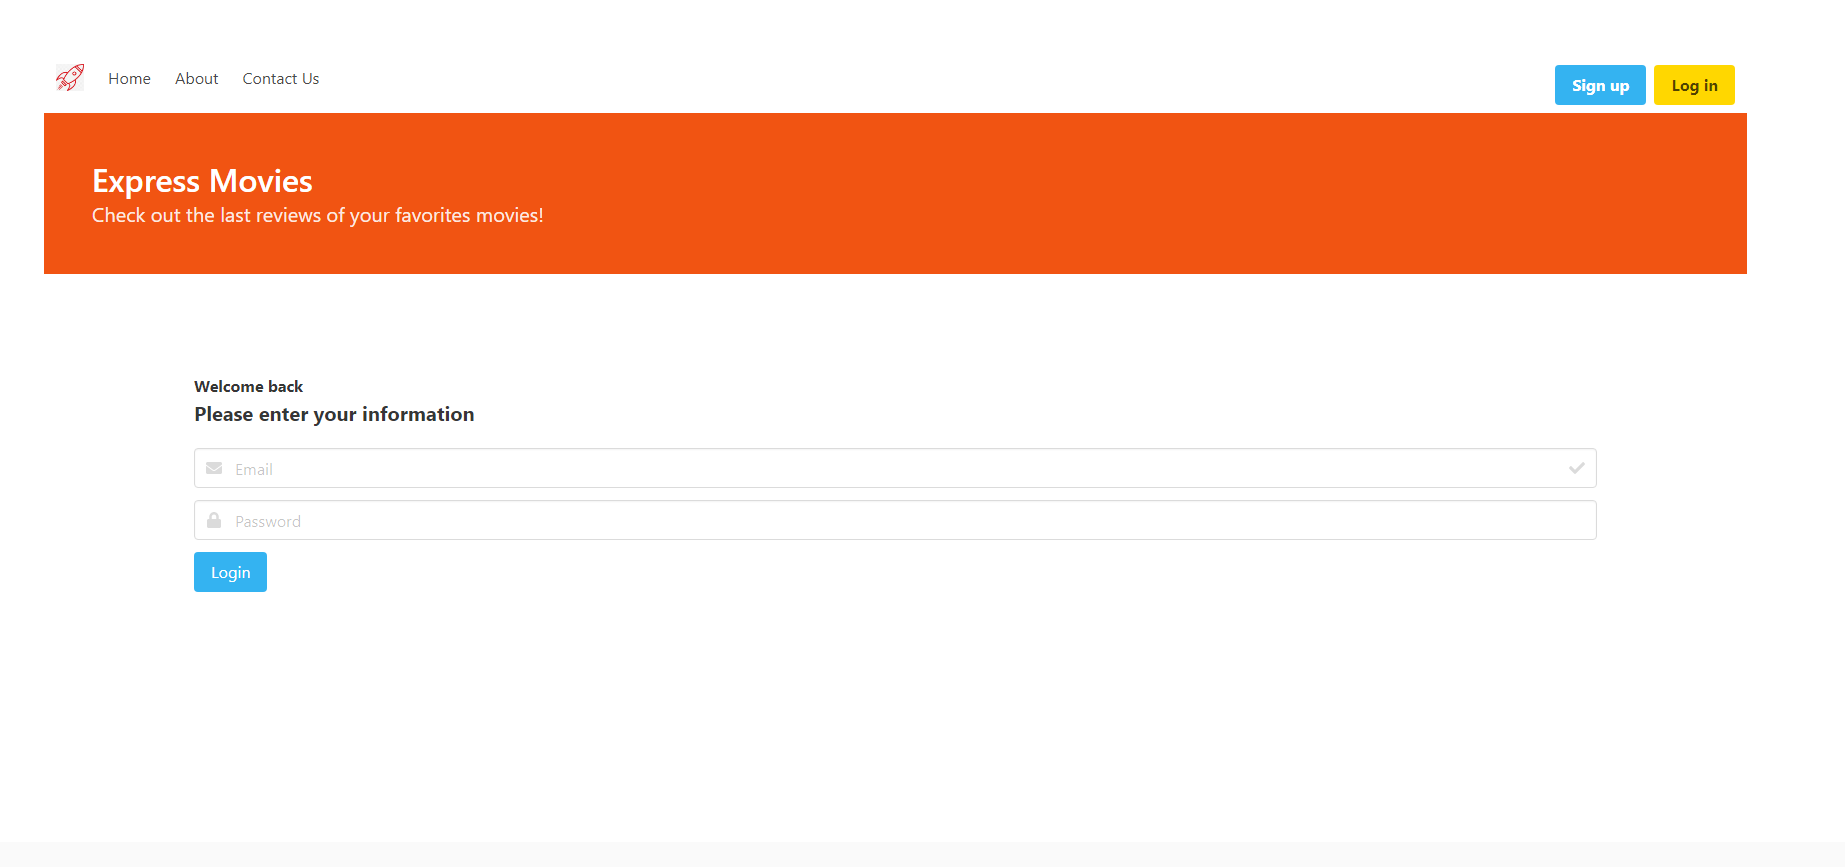 Home About Contact Us Sign up Log in
Express Movies
Check out the last reviews of your favorites movies!
Welcome back
Please enter your information
Email
Password
Login